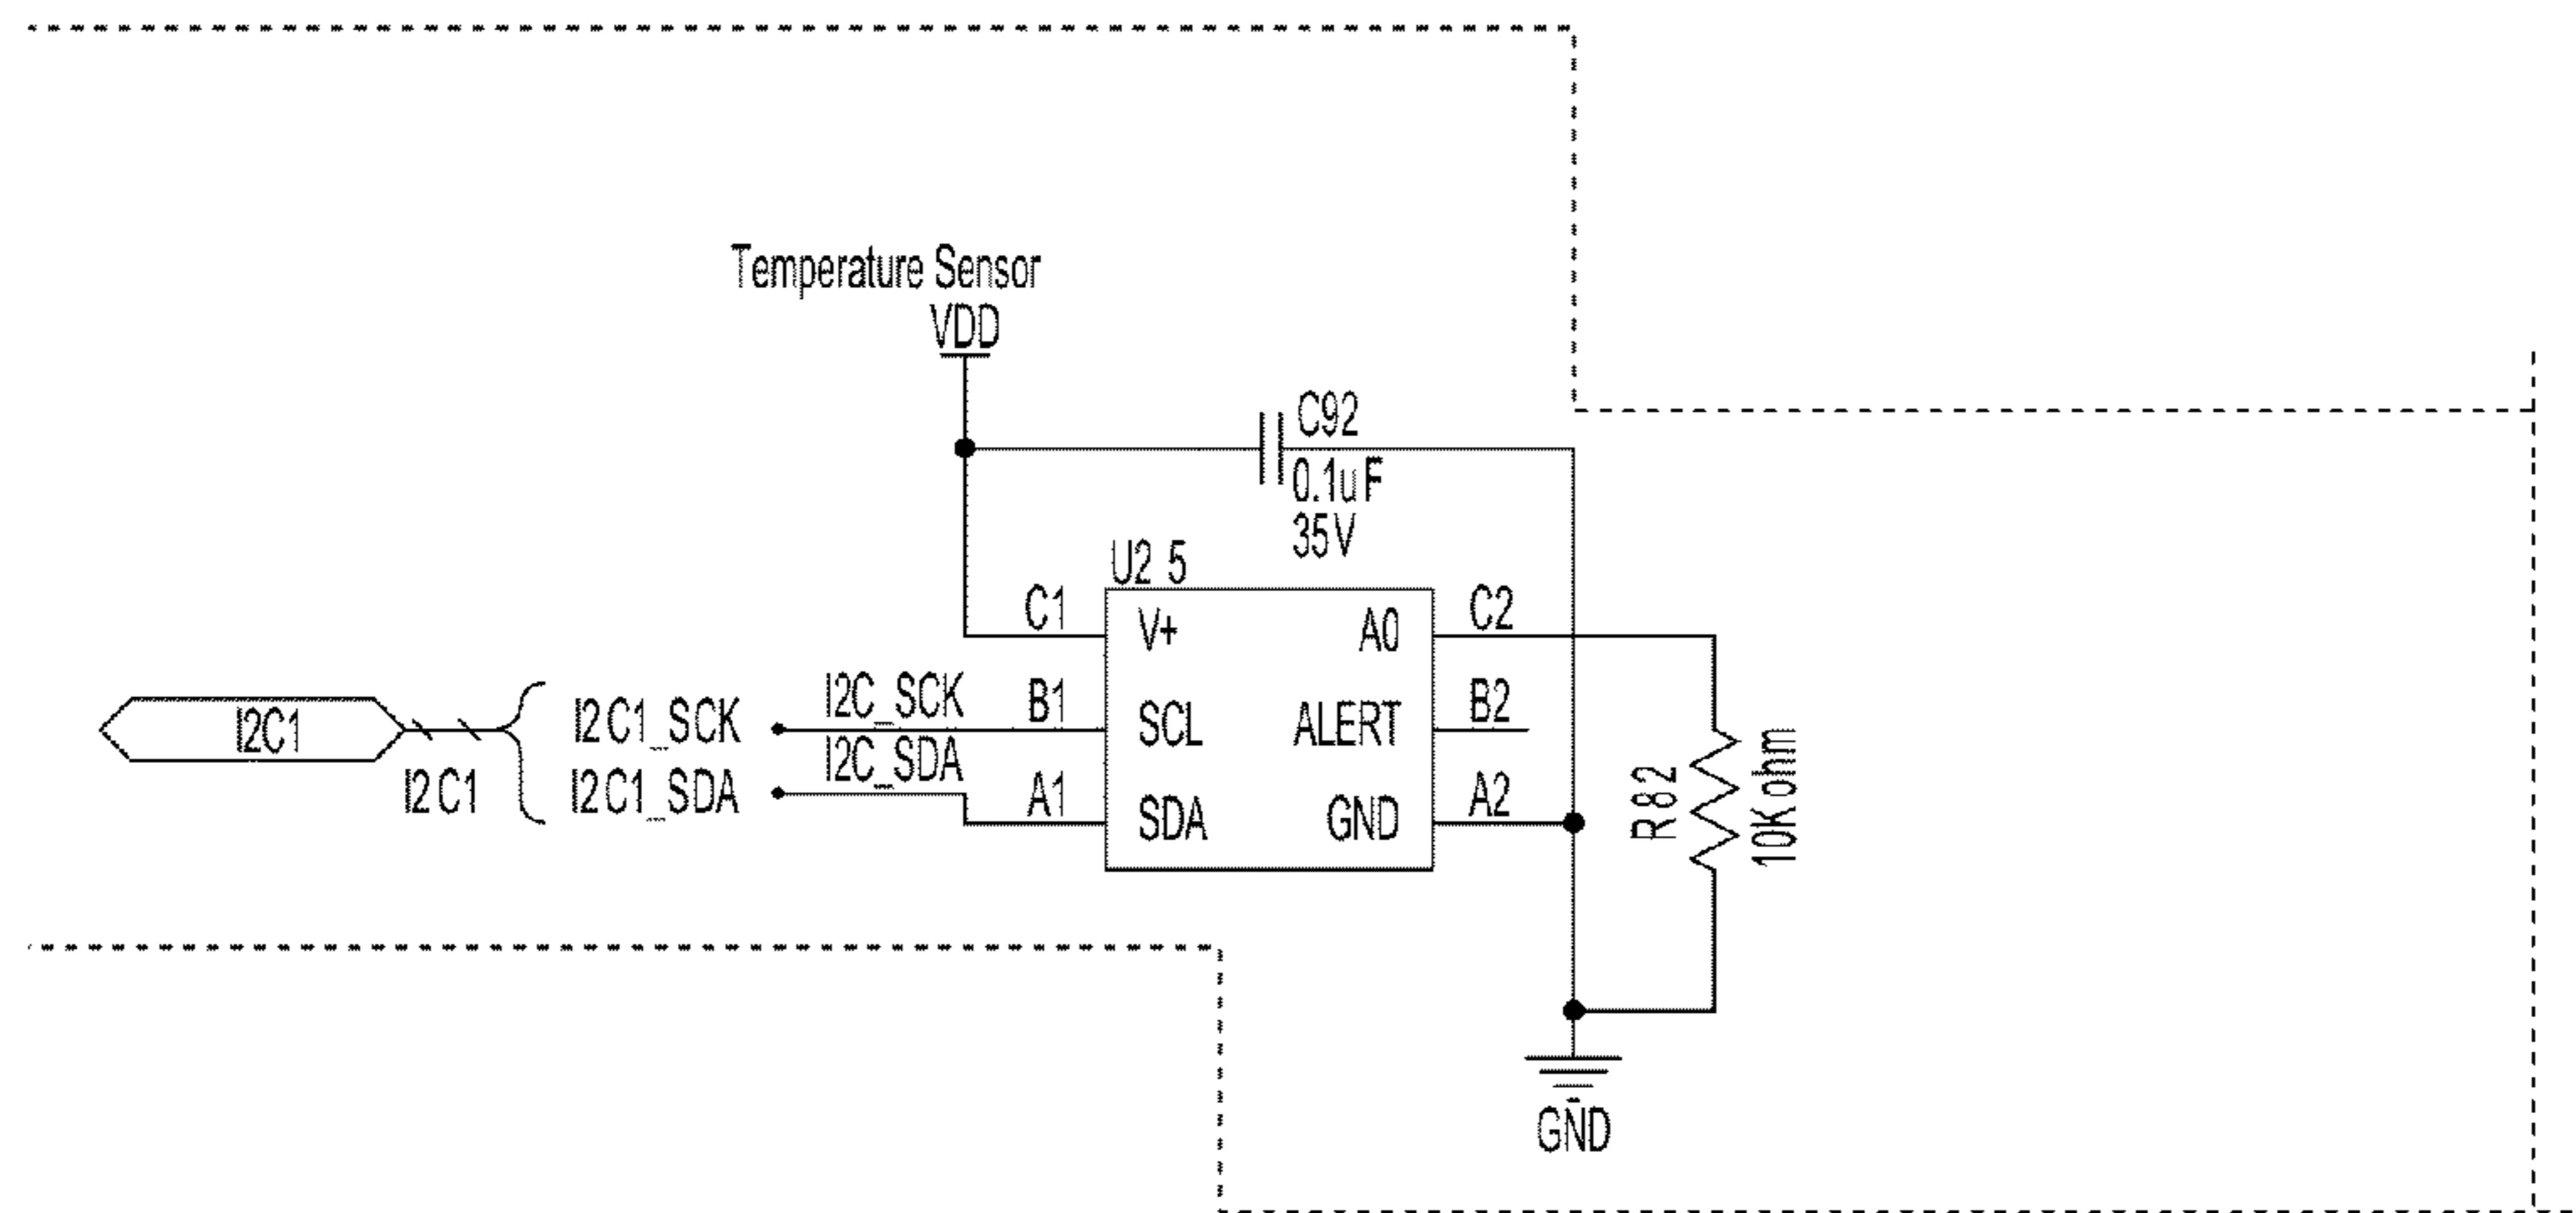 Temperature Sensor
VDD
C92
0.1uF
35V
U2 5
C1
V+
A0
C2
I2C1
I2C1
I2C1_SCK
I2C_SCK
B1
SCL
ALERT
B2
I2C1_SDA
I2C_SDA
A1
SDA
GND
A2
R82
10K ohm
GND